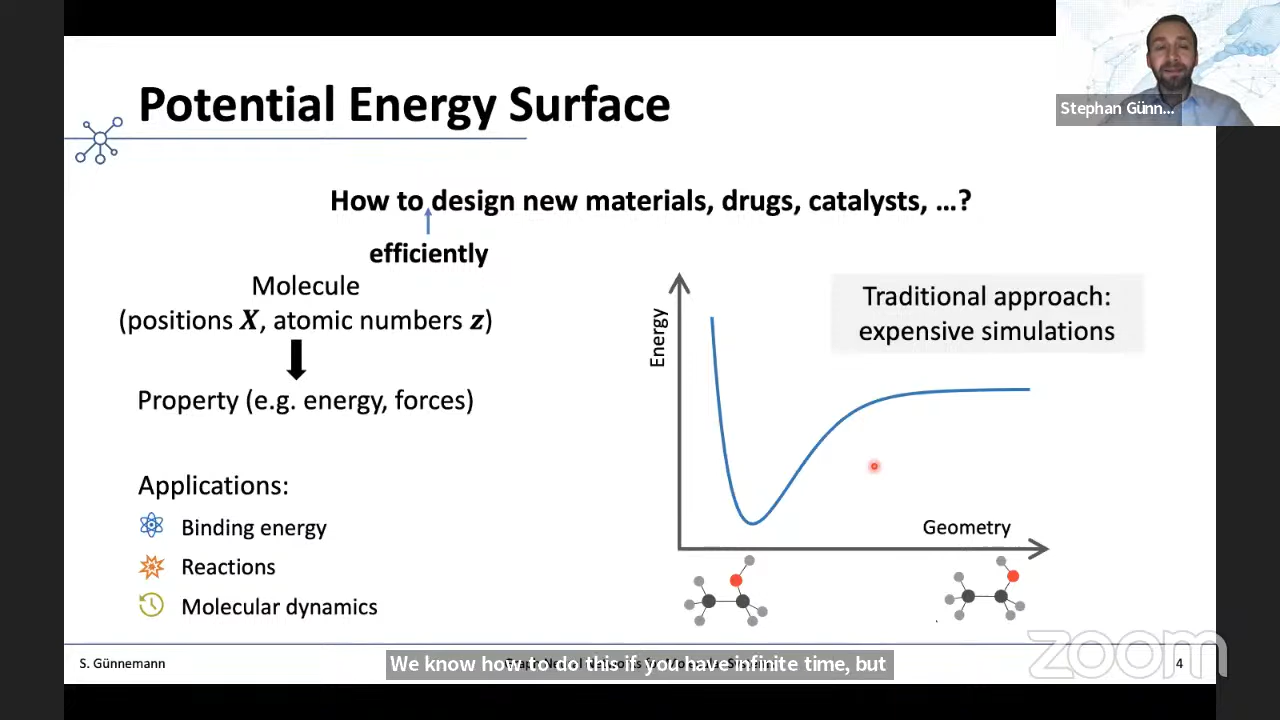 Potential Energy Surface
Stephan Günn...
How to design new materials, drugs, catalysts, ...?
efficiently
Molecule
(positions X, atomic numbers z)
Property (e.g. energy, forces)
Applications:
Binding energy
Reactions
Molecular dynamics
Energy
Traditional approach:
expensive simulations
Geometry
S. Günnemann
We know how to do this if you have infinite time, but
zoom
4